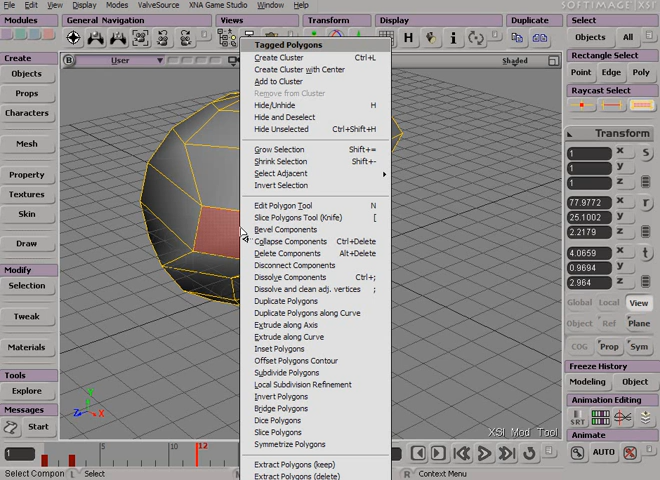 File Edit View Display Modes ValveSource XNA Game Studio Help
SOFTIMAGE | XSI
Modules General Navigation Views Transform Display Duplicate Select
Objects All
H
Create
B User Shaded
Rectangle Select
Point Edge Poly
Raycast Select
Objects
Props
Characters
Mesh
Property
Textures
Skin
Draw
Modify
Selection
Tweak
Materials
Tools
Explore
Messages
Start
Tagged Polygons
Create Cluster Ctrl+L
Create Cluster with Center
Add to Cluster
Remove from Cluster
Hide/Unhide H
Hide and Deselect
Hide Unselected Ctrl+Shift+H
Grow Selection Shift+=
Shrink Selection Shift+-
Select Adjacent
Invert Selection
Edit Polygon Tool N
Slice Polygons Tool (Knife) [
Bevel Components
Collapse Components Ctrl+Delete
Delete Components Alt+Delete
Disconnect Components
Dissolve Components Ctrl+;
Dissolve and clean adj. vertices ;
Duplicate Polygons
Duplicate Polygons along Curve
Extrude along Axis
Extrude along Curve
Inset Polygons
Offset Polygons Contour
Subdivide Polygons
Local Subdivision Refinement
Invert Polygons
Bridge Polygons
Dice Polygons
Slice Polygons
Symmetrize Polygons
Extract Polygons (keep)
Extract Polygons (delete)
Transform
1 x s
1 y
1 z
77.9772 x r
25.1002 y
2.2179 z
4.0659 x t
0.9694 y
2.964 z
Global Local View
Object Ref Plane
COG Prop Sym
Freeze History
Modeling Object
Animation Editing
SRT
Animate
AUTO
Y
Z X
XSI Mod Tool
1 1 5 10 12
Select Compon L Select R Context Menu